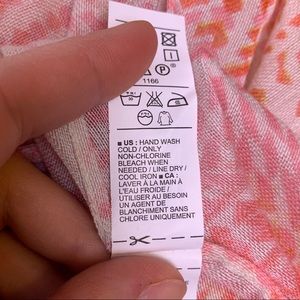 P
1166
■ US: HAND WASH
COLD / ONLY
NON-CHLORINE
BLEACH WHEN
NEEDED / LINE DRY /
COOL IRON ■ CA :
LAVER À LA MAIN À
L'EAU FROIDE /
UTILISER AU BESOIN
UN AGENT DE
BLANCHIMENT SANS
CHLORE UNIQUEMENT